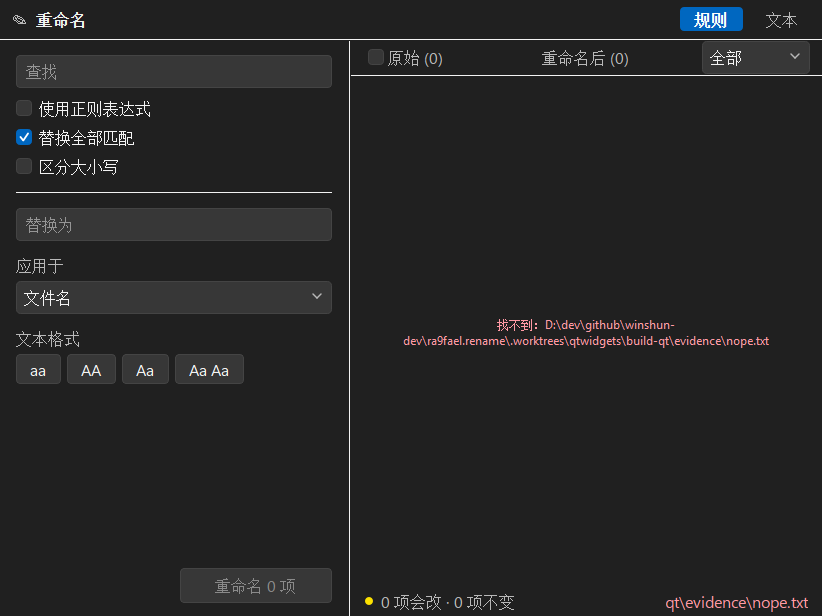 重命名
规则
文本
查找
使用正则表达式
替换全部匹配
区分大小写
替换为
应用于
文件名
文本格式
aa
AA
Aa
Aa Aa
重命名 0 项
原始 (0)
重命名后 (0)
全部
找不到：D:\dev\github\winshun-
dev\ra9fael.rename\.worktrees\qtwidgets\build-qt\evidence\nope.txt
0 项会改 · 0 项不变
qt\evidence\nope.txt